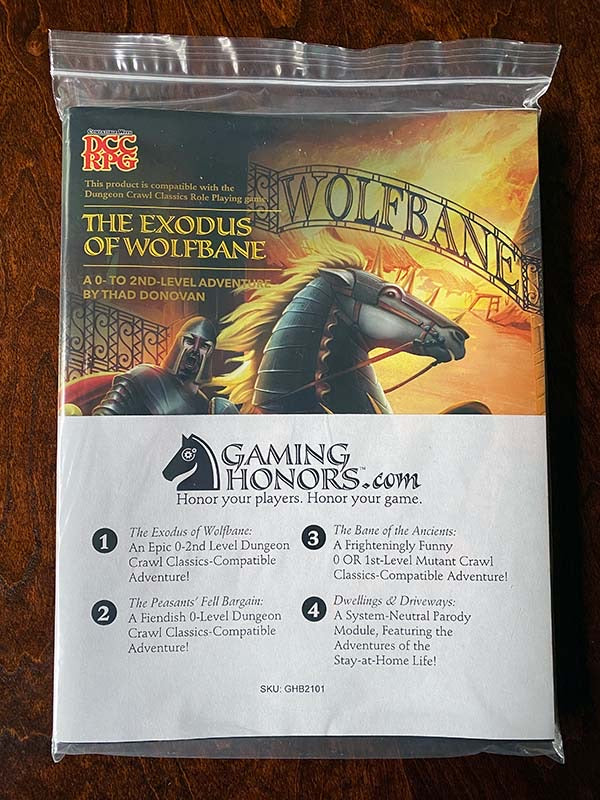 COMPATIBLE WITH
DCC
RPG
This product is compatible with the
Dungeon Crawl Classics Role Playing game
THE EXODUS
OF WOLFBANE
A 0- TO 2ND-LEVEL ADVENTURE
BY THAD DONOVAN
WOLFBANE
GAMING
HONORS™.com
Honor your players. Honor your game.
1 The Exodus of Wolfbane:
An Epic 0-2nd Level Dungeon
Crawl Classics-Compatible
Adventure!
2 The Peasants' Fell Bargain:
A Fiendish 0-Level Dungeon
Crawl Classics-Compatible
Adventure!
3 The Bane of the Ancients:
A Frighteningly Funny
0 OR 1st-Level Mutant Crawl
Classics-Compatible Adventure!
4 Dwellings & Driveways:
A System-Neutral Parody
Module, Featuring the
Adventures of the
Stay-at-Home Life!
SKU: GHB2101